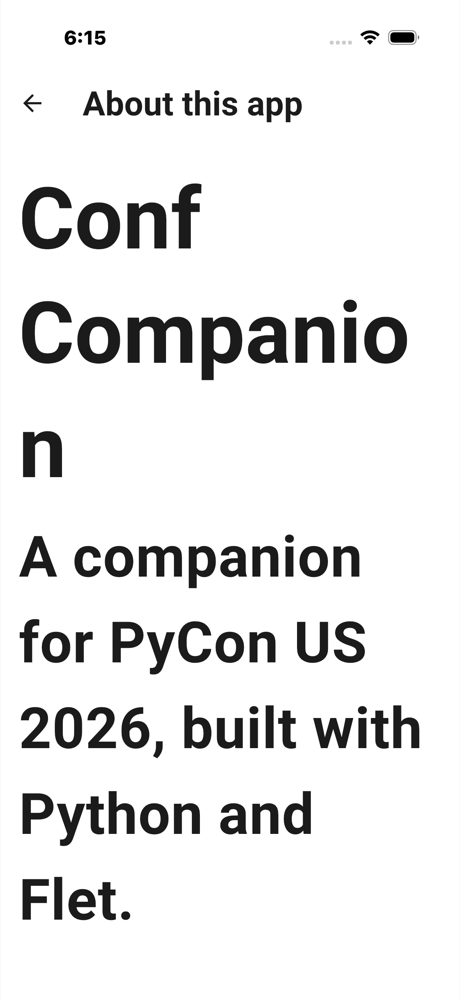 6:15
About this app
Conf
Companio
n
A companion
for PyCon US
2026, built with
Python and
Flet.